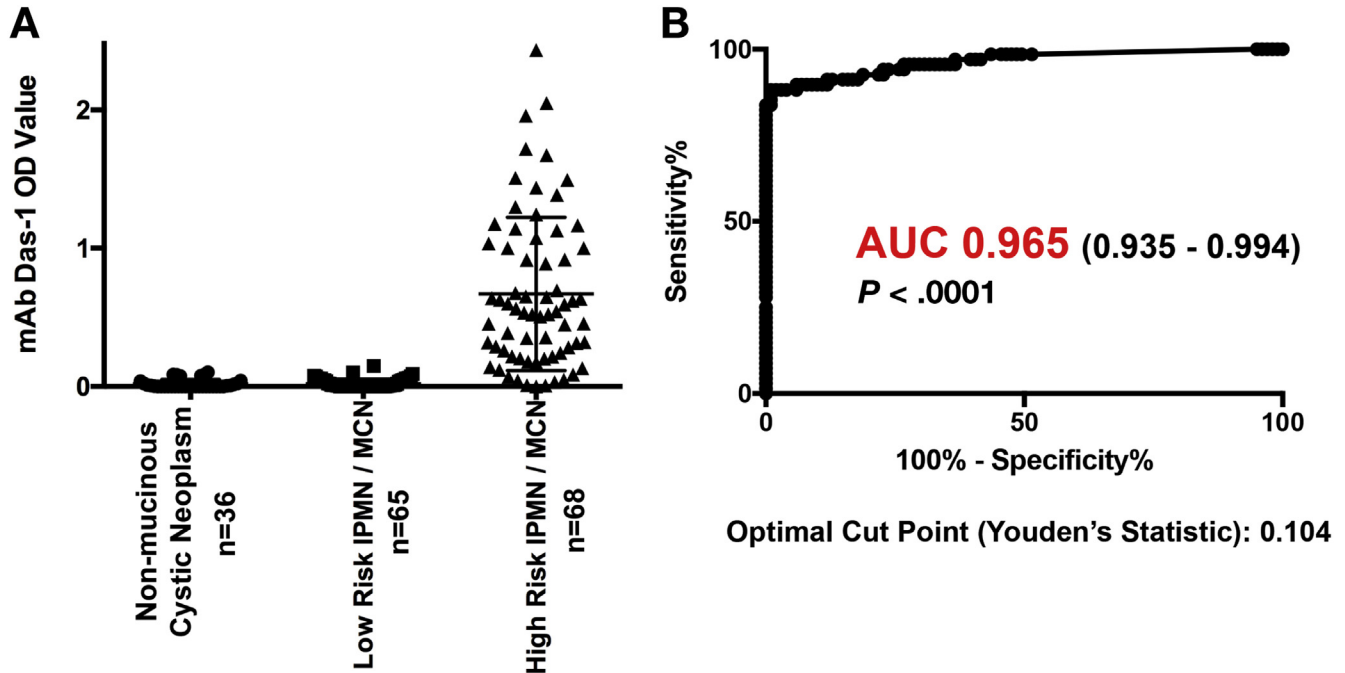 A
mAb Das-1 OD Value
2
1
0
Non-mucinous
Cystic Neoplasm
n=36
Low Risk IPMN / MCN
n=65
High Risk IPMN / MCN
n=68
B
Sensitivity%
100
50
0
AUC 0.965 (0.935 - 0.994)
P < .0001
0
50
100
100% - Specificity%
Optimal Cut Point (Youden's Statistic): 0.104